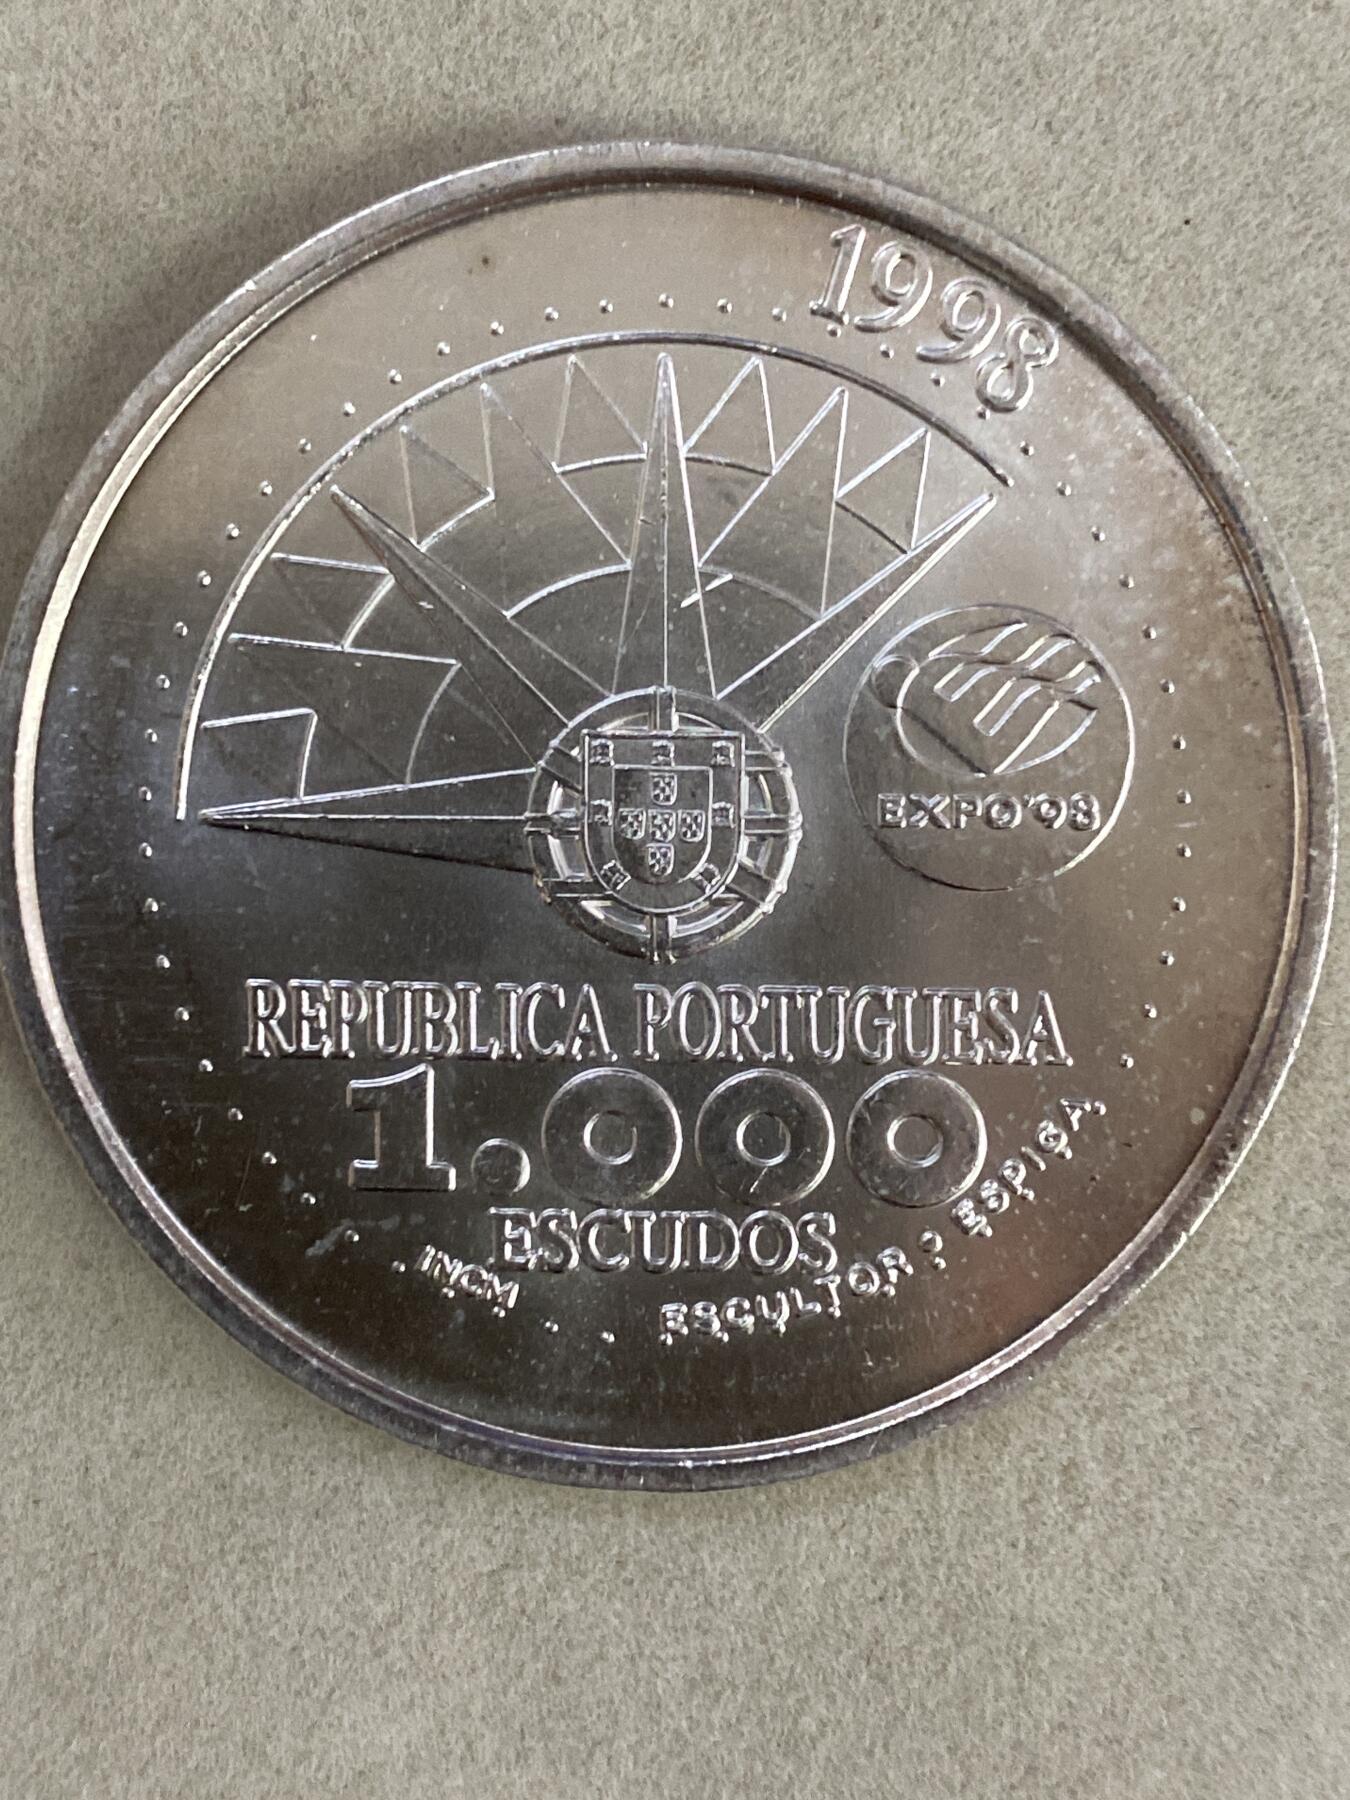 1998
EXPO'98
REPUBLICA PORTUGUESA
1.000
ESCUDOS
INCM
ESCULTOR: ESPIGA